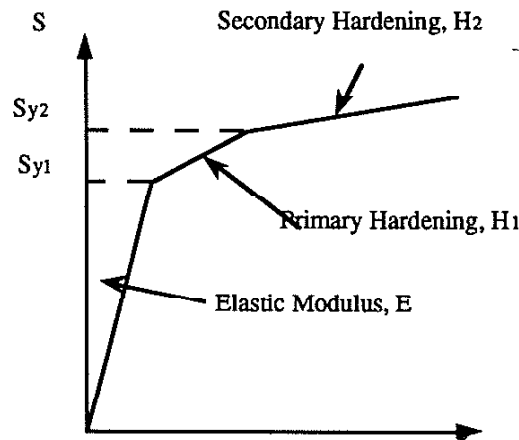 S
Secondary Hardening, H2
Sy2
Sy1
Primary Hardening, H1
Elastic Modulus, E